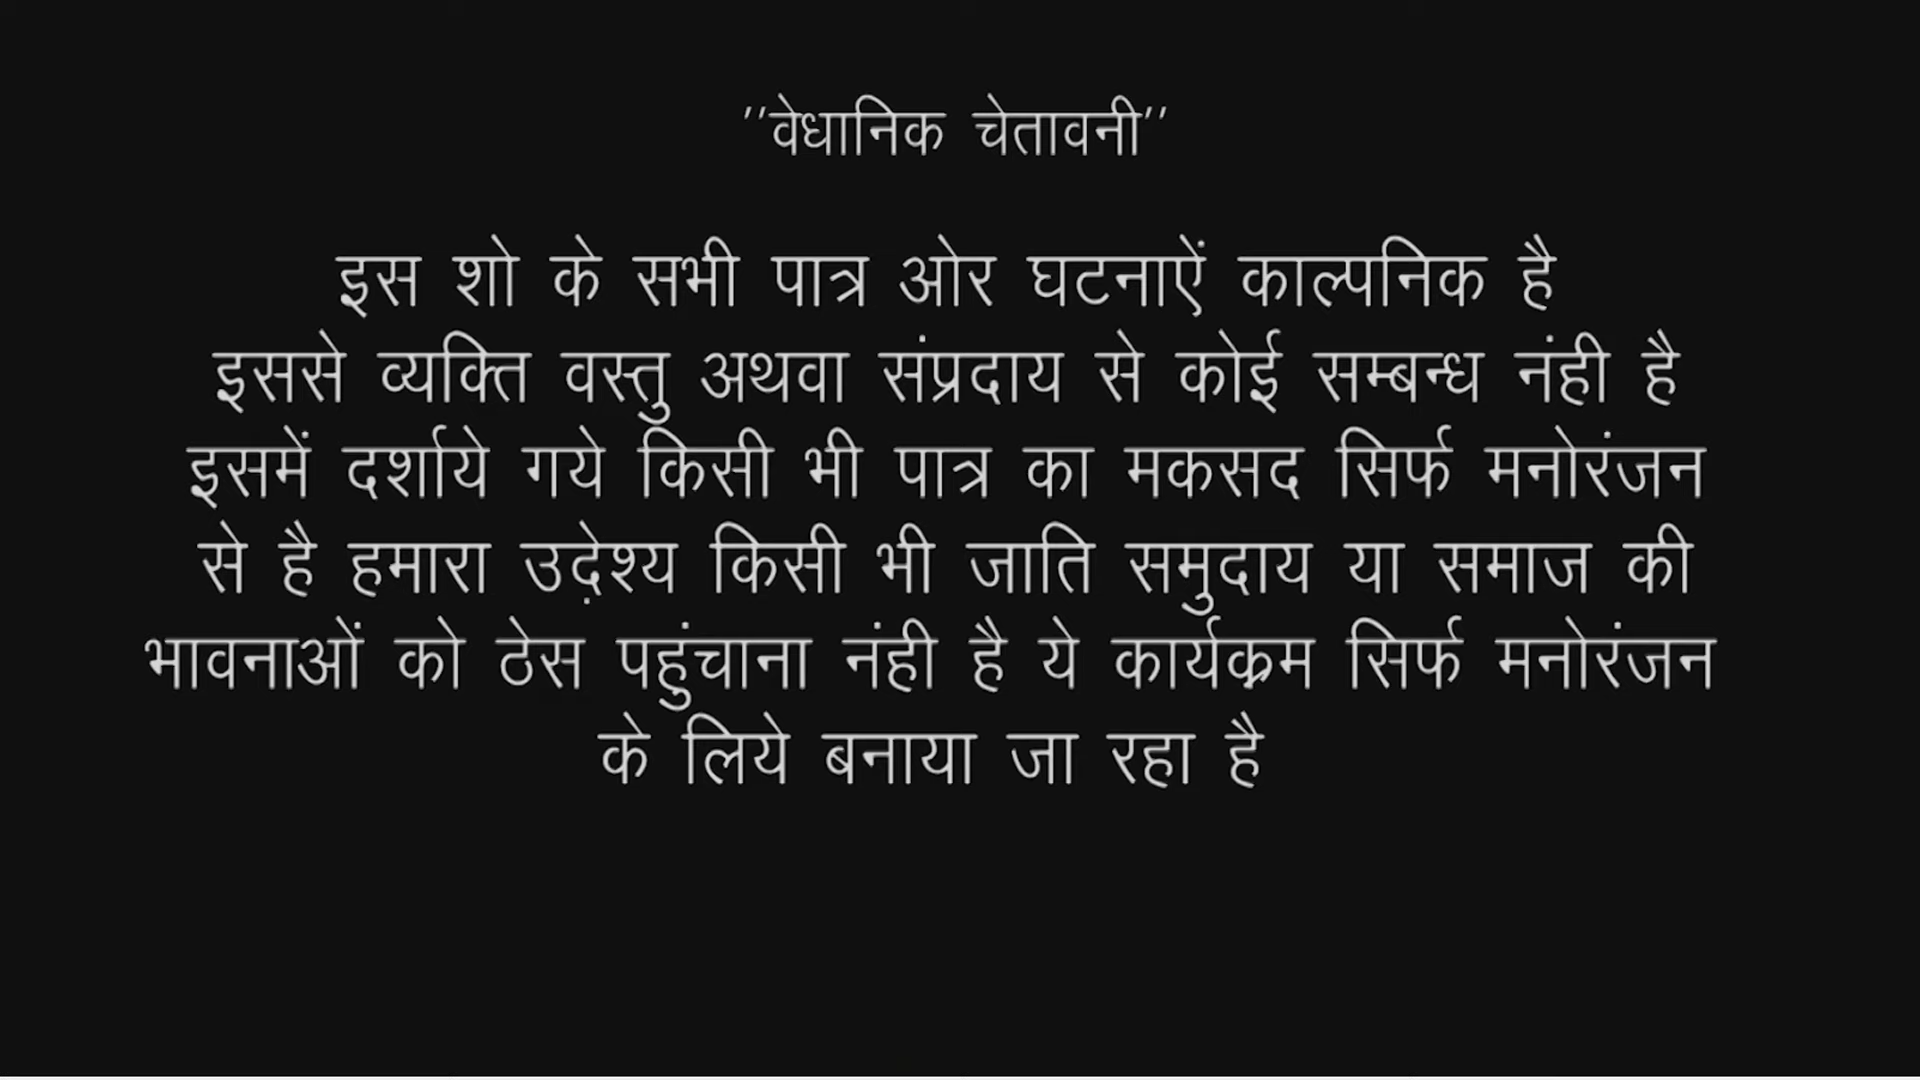 ''वेधानिक चेतावनी''
इस शो के सभी पात्र ओर घटनाऐं काल्पनिक है
इससे व्यक्ति वस्तु अथवा संप्रदाय से कोई सम्बन्ध नंही है
इसमें दर्शाये गये किसी भी पात्र का मकसद सिर्फ मनोरंजन
से है हमारा उद़ेश्य किसी भी जाति समुदाय या समाज की
भावनाओं को ठेस पहुंचाना नंही है ये कार्यक्रम सिर्फ मनोरंजन
के लिये बनाया जा रहा है